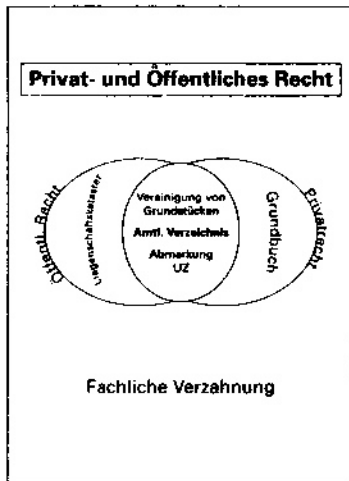 Privat- und Öffentliches Recht
Öffentl. Recht
Liegenschaftskataster
Vereinigung von
Grundstücken
Amtl. Verzeichnis
Abmarkung
UZ
Grundbuch
Privatrecht
Fachliche Verzahnung